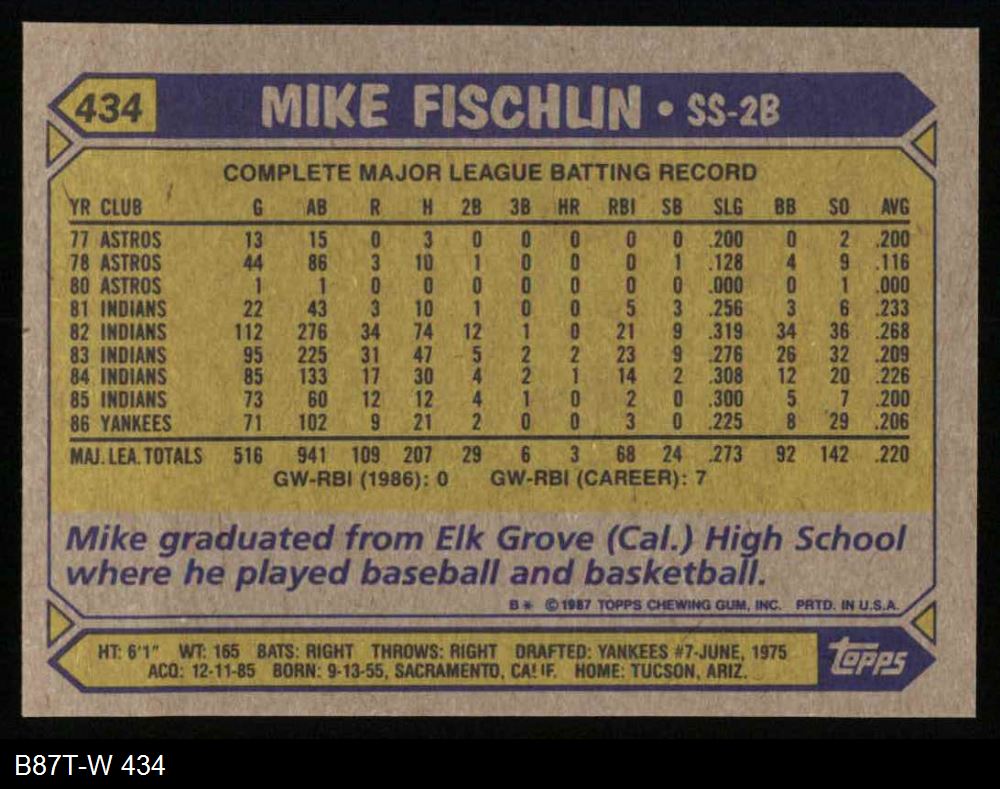 434 MIKE FISCHLIN • SS-2B
COMPLETE MAJOR LEAGUE BATTING RECORD
YR CLUB G AB R H 2B 3B HR RBI SB SLG BB SO AVG
77 ASTROS 13 15 0 3 0 0 0 0 0 .200 0 2 .200
78 ASTROS 44 86 3 10 1 0 0 0 1 .128 4 9 .116
80 ASTROS 1 1 0 0 0 0 0 0 0 .000 0 1 .000
81 INDIANS 22 43 3 10 1 0 0 5 3 .256 3 6 .233
82 INDIANS 112 276 34 74 12 1 0 21 9 .319 34 36 .268
83 INDIANS 95 225 31 47 5 2 2 23 9 .276 26 32 .209
84 INDIANS 85 133 17 30 4 2 1 14 2 .308 12 20 .226
85 INDIANS 73 60 12 12 4 1 0 2 0 .300 5 7 .200
86 YANKEES 71 102 9 21 2 0 0 3 0 .225 8 29 .206
MAJ. LEA. TOTALS 516 941 109 207 29 6 3 68 24 .273 92 142 .220
GW-RBI (1986): 0 GW-RBI (CAREER): 7
Mike graduated from Elk Grove (Cal.) High School
where he played baseball and basketball.
B* ©1987 TOPPS CHEWING GUM, INC. PRTD. IN U.S.A.
HT: 6'1" WT: 165 BATS: RIGHT THROWS: RIGHT DRAFTED: YANKEES #7-JUNE, 1975
ACQ: 12-11-85 BORN: 9-13-55, SACRAMENTO, CALIF. HOME: TUCSON, ARIZ.
topps
B87T-W 434